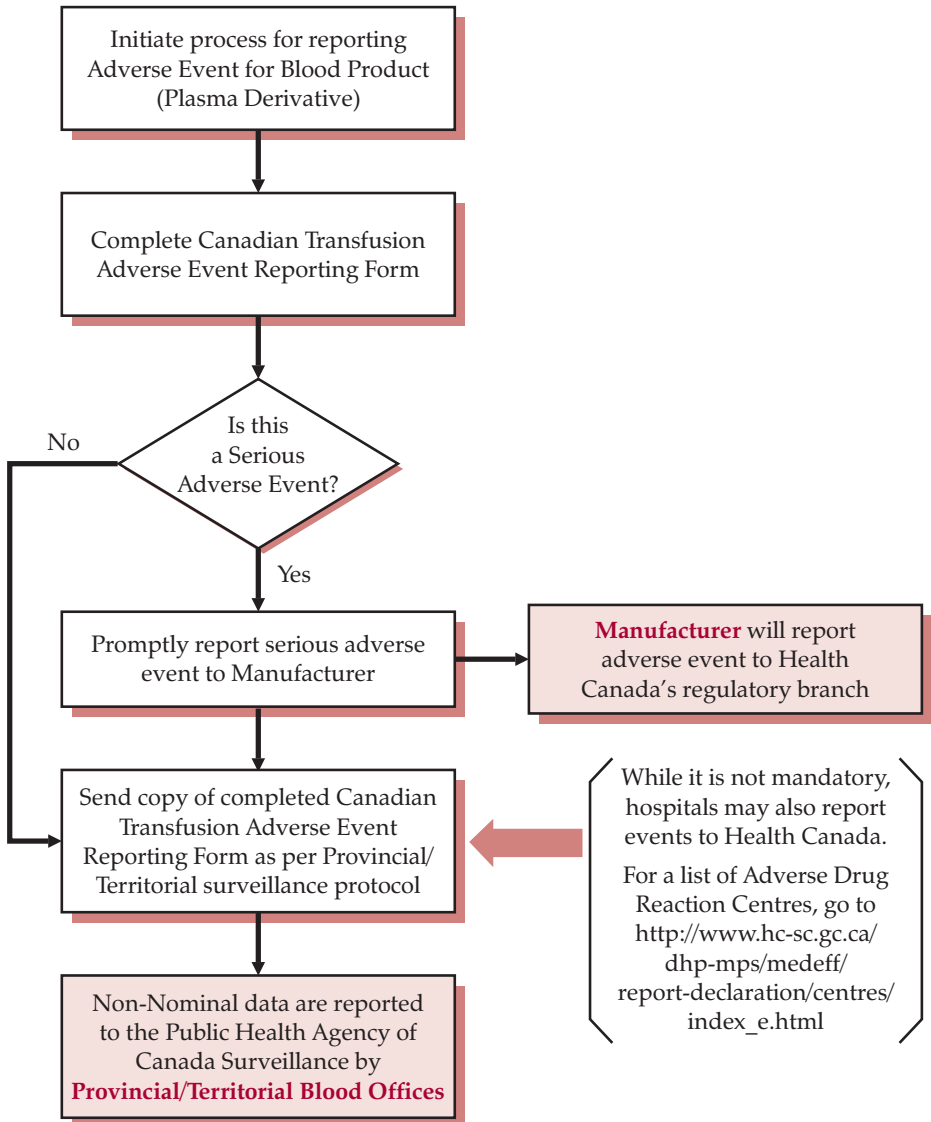 Initiate process for reporting
Adverse Event for Blood Product
(Plasma Derivative)
Complete Canadian Transfusion
Adverse Event Reporting Form
Is this
a Serious
Adverse Event?
No
Yes
Promptly report serious adverse
event to Manufacturer
Manufacturer will report
adverse event to Health
Canada’s regulatory branch
Send copy of completed Canadian
Transfusion Adverse Event
Reporting Form as per Provincial/
Territorial surveillance protocol
While it is not mandatory,
hospitals may also report
events to Health Canada.
For a list of Adverse Drug
Reaction Centres, go to
http://www.hc-sc.gc.ca/
dhp-mps/medeff/
report-declaration/centres/
index_e.html
Non-Nominal data are reported
to the Public Health Agency of
Canada Surveillance by
Provincial/Territorial Blood Offices